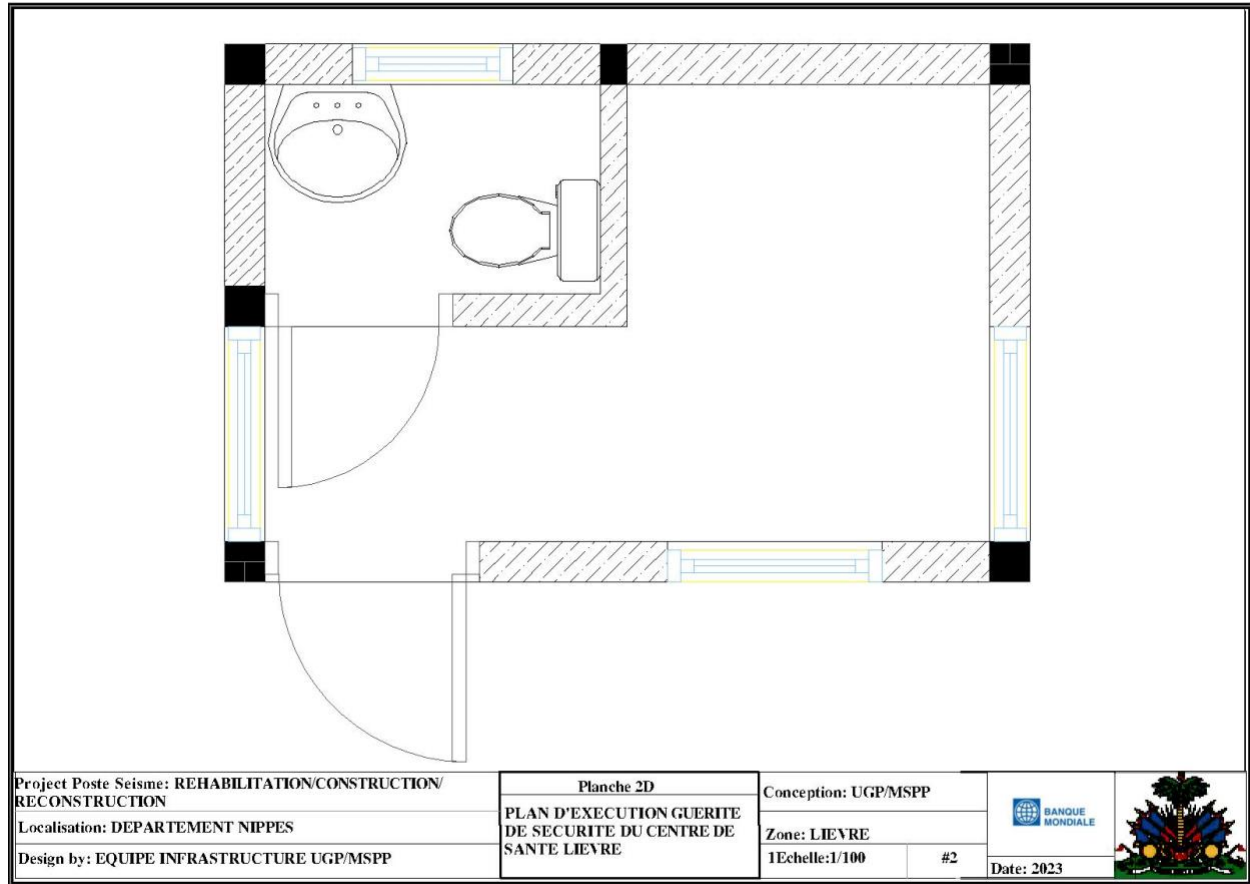 Project Poste Seisme: REHABILITATION/CONSTRUCTION/
RECONSTRUCTION
Localisation: DEPARTEMENT NIPPES
Design by: EQUIPE INFRASTRUCTURE UGP/MSPP
Planche 2D
PLAN D'EXECUTION GUERITE
DE SECURITE DU CENTRE DE
SANTE LIEVRE
Conception: UGP/MSPP
Zone: LIEVRE
1Echelle:1/100
#2
BANQUE
MONDIALE
Date: 2023